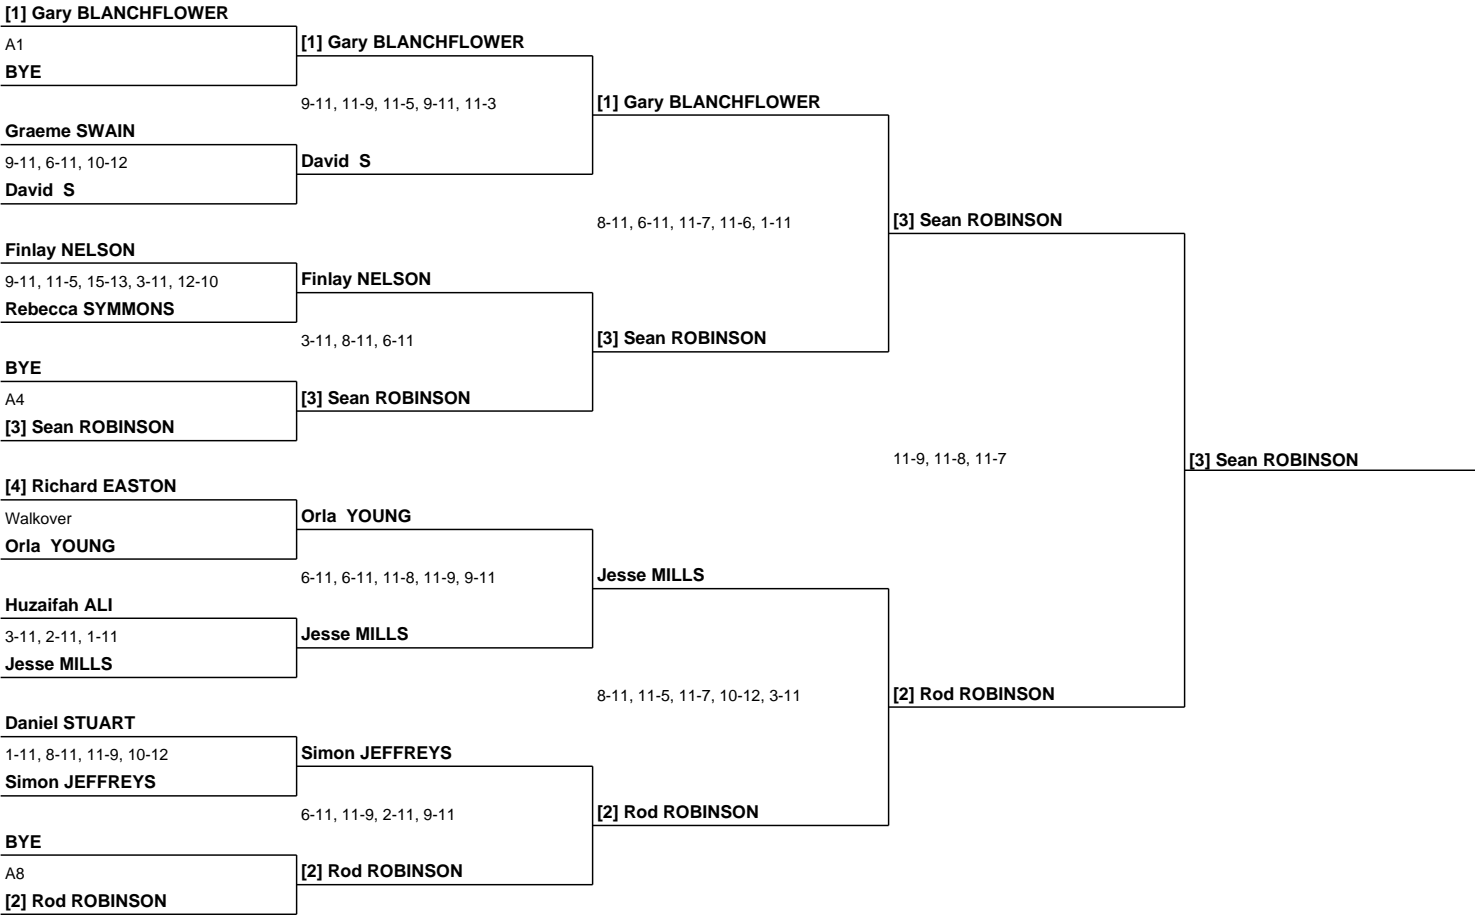 [1] Gary BLANCHFLOWER
A1
BYE
Graeme SWAIN
9-11, 6-11, 10-12
David  S
Finlay NELSON
9-11, 11-5, 15-13, 3-11, 12-10
Rebecca SYMMONS
BYE
A4
[3] Sean ROBINSON
[4] Richard EASTON
Walkover
Orla  YOUNG
Huzaifah ALI
3-11, 2-11, 1-11
Jesse MILLS
Daniel STUART
1-11, 8-11, 11-9, 10-12
Simon JEFFREYS
BYE
A8
[2] Rod ROBINSON
[1] Gary BLANCHFLOWER
9-11, 11-9, 11-5, 9-11, 11-3
David  S
Finlay NELSON
3-11, 8-11, 6-11
[3] Sean ROBINSON
Orla  YOUNG
6-11, 6-11, 11-8, 11-9, 9-11
Jesse MILLS
Simon JEFFREYS
6-11, 11-9, 2-11, 9-11
[2] Rod ROBINSON
[1] Gary BLANCHFLOWER
8-11, 6-11, 11-7, 11-6, 1-11
[3] Sean ROBINSON
Jesse MILLS
8-11, 11-5, 11-7, 10-12, 3-11
[2] Rod ROBINSON
[3] Sean ROBINSON
11-9, 11-8, 11-7
[2] Rod ROBINSON
[3] Sean ROBINSON